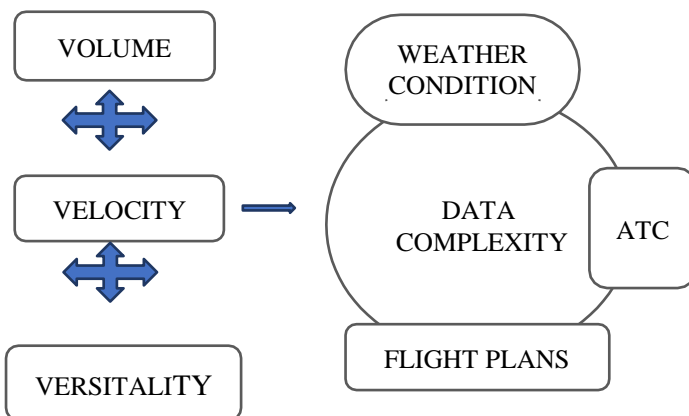 VOLUME
VELOCITY
VERSITALITY
WEATHER
CONDITION
DATA
COMPLEXITY
ATC
FLIGHT PLANS